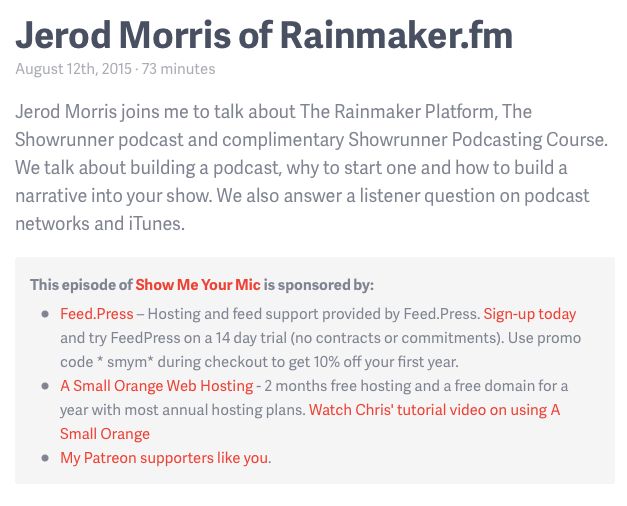 Jerod Morris of Rainmaker.fm
August 12th, 2015 · 73 minutes
Jerod Morris joins me to talk about The Rainmaker Platform, The
Showrunner podcast and complimentary Showrunner Podcasting Course.
We talk about building a podcast, why to start one and how to build a
narrative into your show. We also answer a listener question on podcast
networks and iTunes.
This episode of Show Me Your Mic is sponsored by:
● Feed.Press – Hosting and feed support provided by Feed.Press. Sign-up today
and try FeedPress on a 14 day trial (no contracts or commitments). Use promo
code * smym* during checkout to get 10% off your first year.
● A Small Orange Web Hosting - 2 months free hosting and a free domain for a
year with most annual hosting plans. Watch Chris' tutorial video on using A
Small Orange
● My Patreon supporters like you.